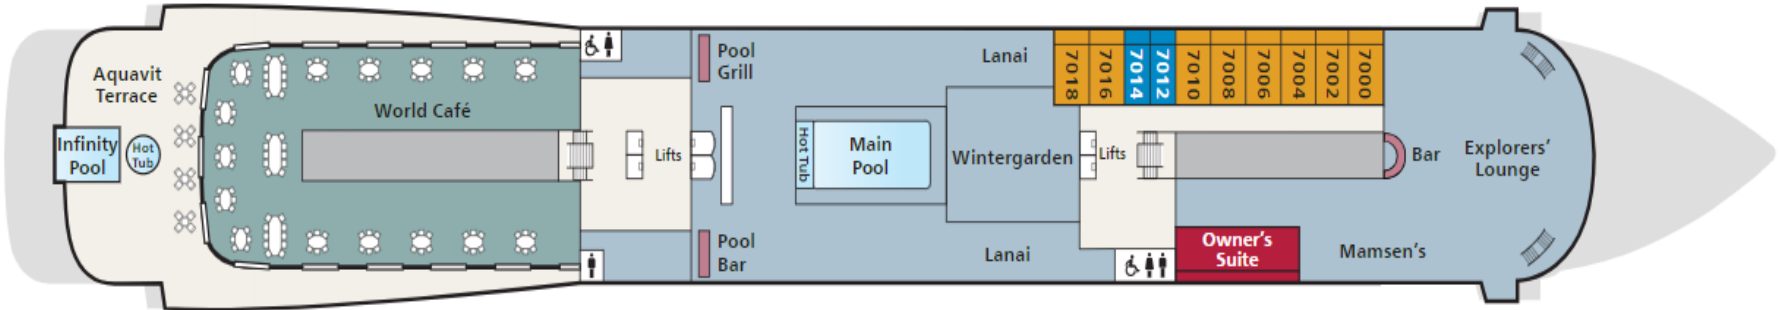 Aquavit
Terrace
Infinity
Pool
Hot
Tub
World Café
Lifts
Pool
Grill
Pool
Bar
Hot Tub
Main
Pool
Lanai
Wintergarden
Lanai
7018
7016
7014
7012
7010
7008
7006
7004
7002
7000
Lifts
Bar
Explorers'
Lounge
Owner's
Suite
Mamsen's